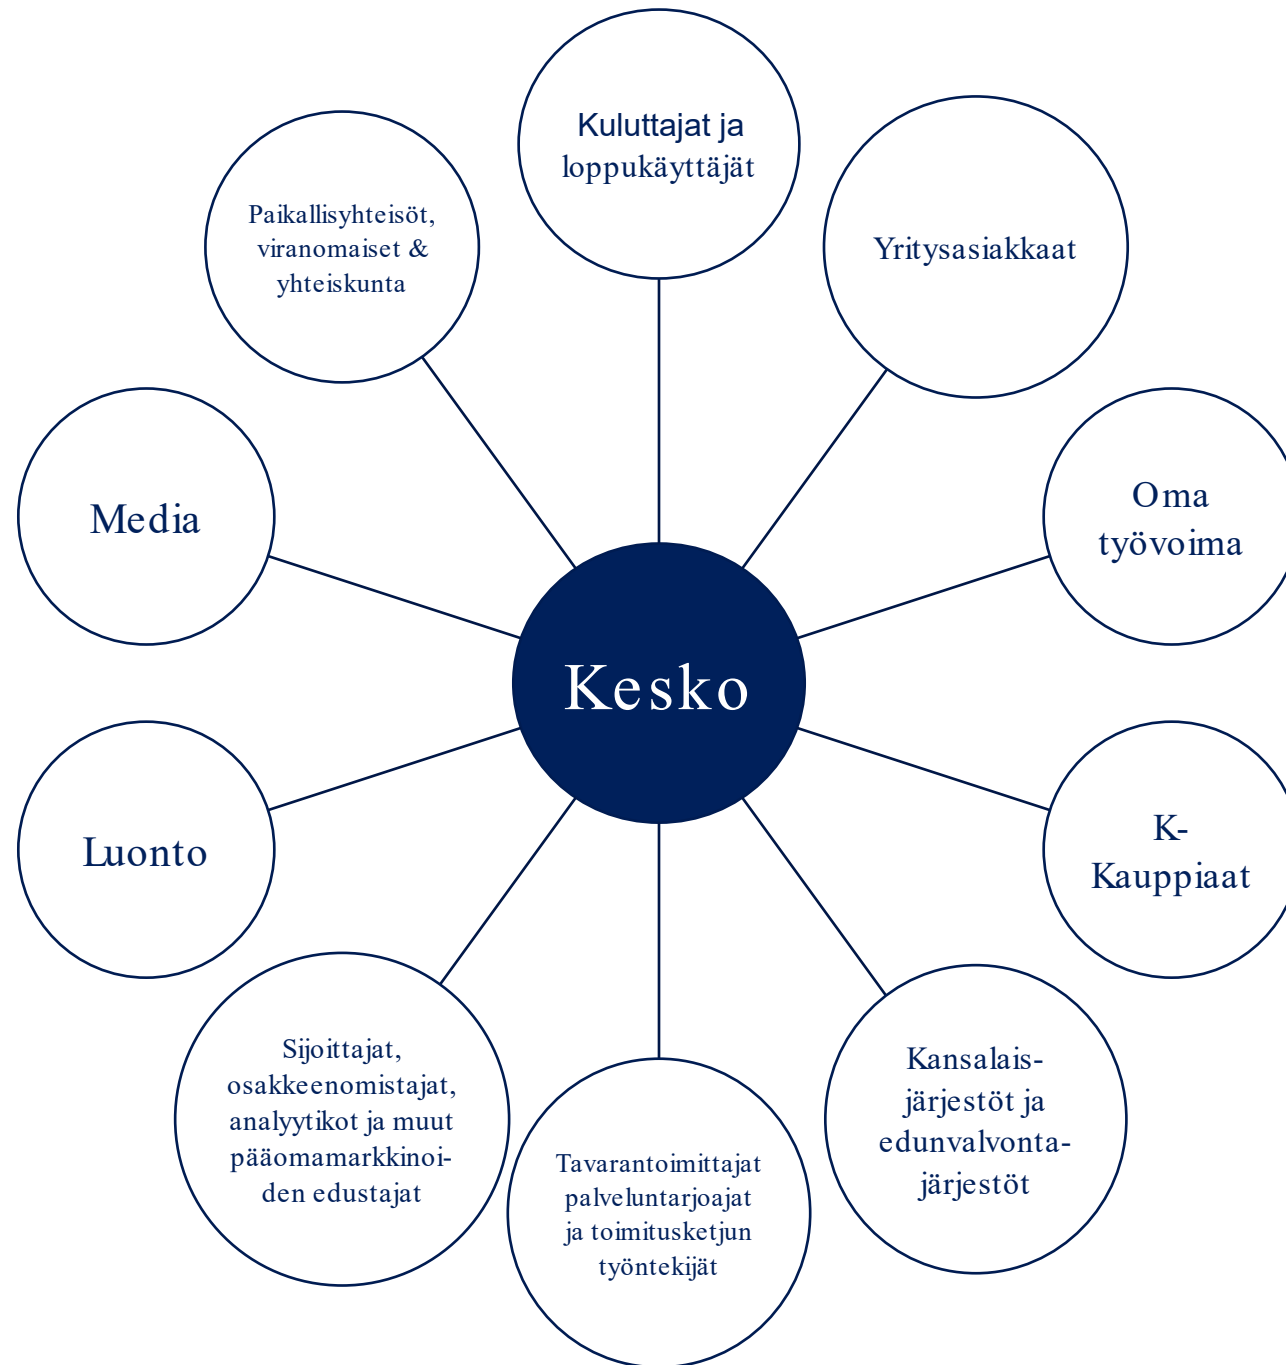 Kuluttajat ja
loppukäyttäjät
Yritysasiakkaat
Oma
työvoima
K-
Kauppiaat
Kansalais-
järjestöt ja
edunvalvonta-
järjestöt
Tavarantoimittajat
palveluntarjoajat
ja toimitusketjun
työntekijät
Sijoittajat,
osakkeenomistajat,
analyytikot ja muut
pääomamarkkinoi-
den edustajat
Luonto
Media
Paikallisyhteisöt,
viranomaiset &
yhteiskunta
Kesko